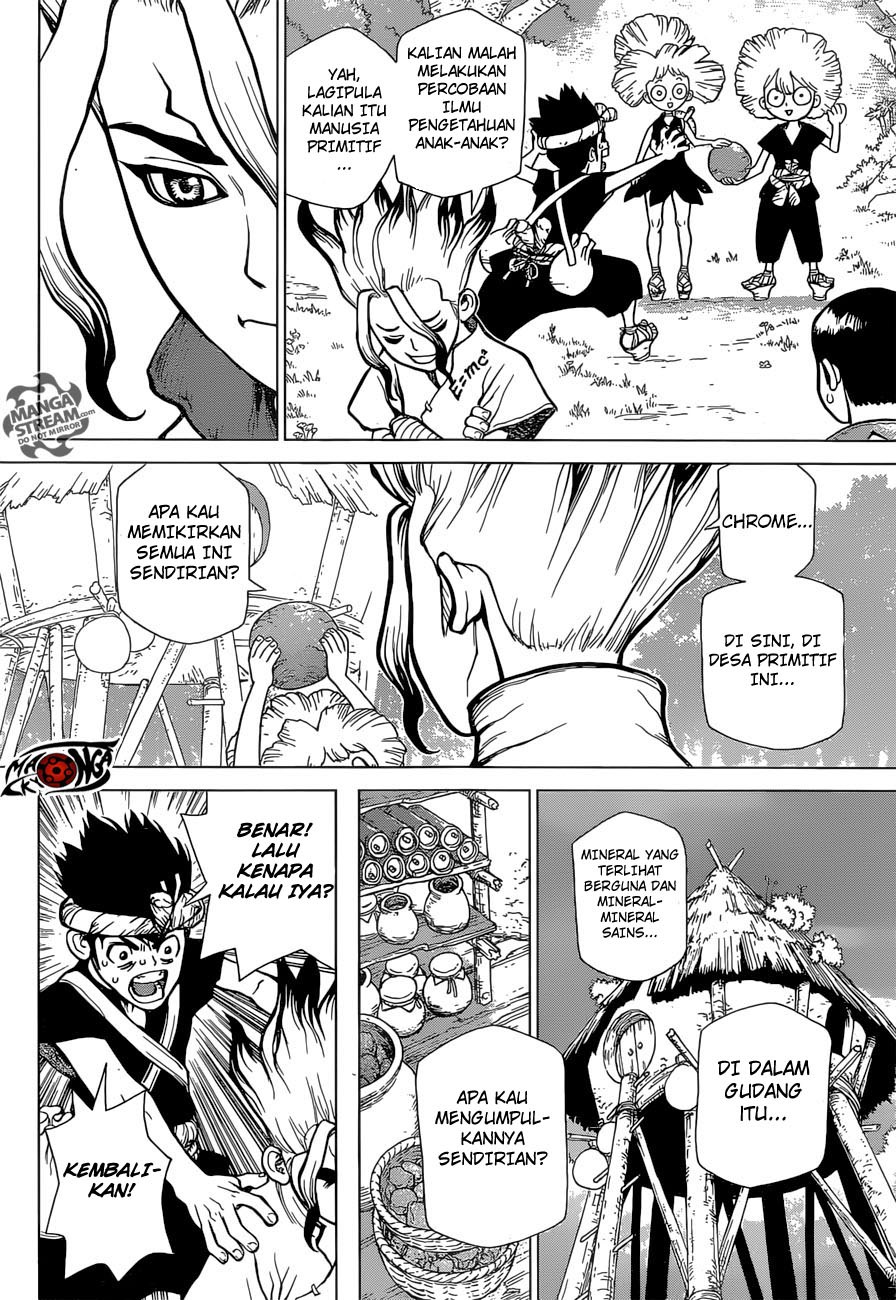 KALIAN MALAH
MELAKUKAN
PERCOBAAN
ILMU
PENGETAHUAN
ANAK-ANAK?
YAH,
LAGIPULA
KALIAN ITU
MANUSIA
PRIMITIF
...
E=mc²
MANGA
STREAM.com
DO NOT MIRROR
CHROME...
DI SINI, DI
DESA PRIMITIF
INI...
APA KAU
MEMIKIRKAN
SEMUA INI
SENDIRIAN?
MANGA
KU
MINERAL YANG
TERLIHAT
BERGUNA DAN
MINERAL-
MINERAL
SAINS...
DI DALAM
GUDANG
ITU...
APA KAU
MENGUMPUL-
KANNYA
SENDIRIAN?
BENAR!
LALU
KENAPA
KALAU IYA?
KEMBALI-
KAN!